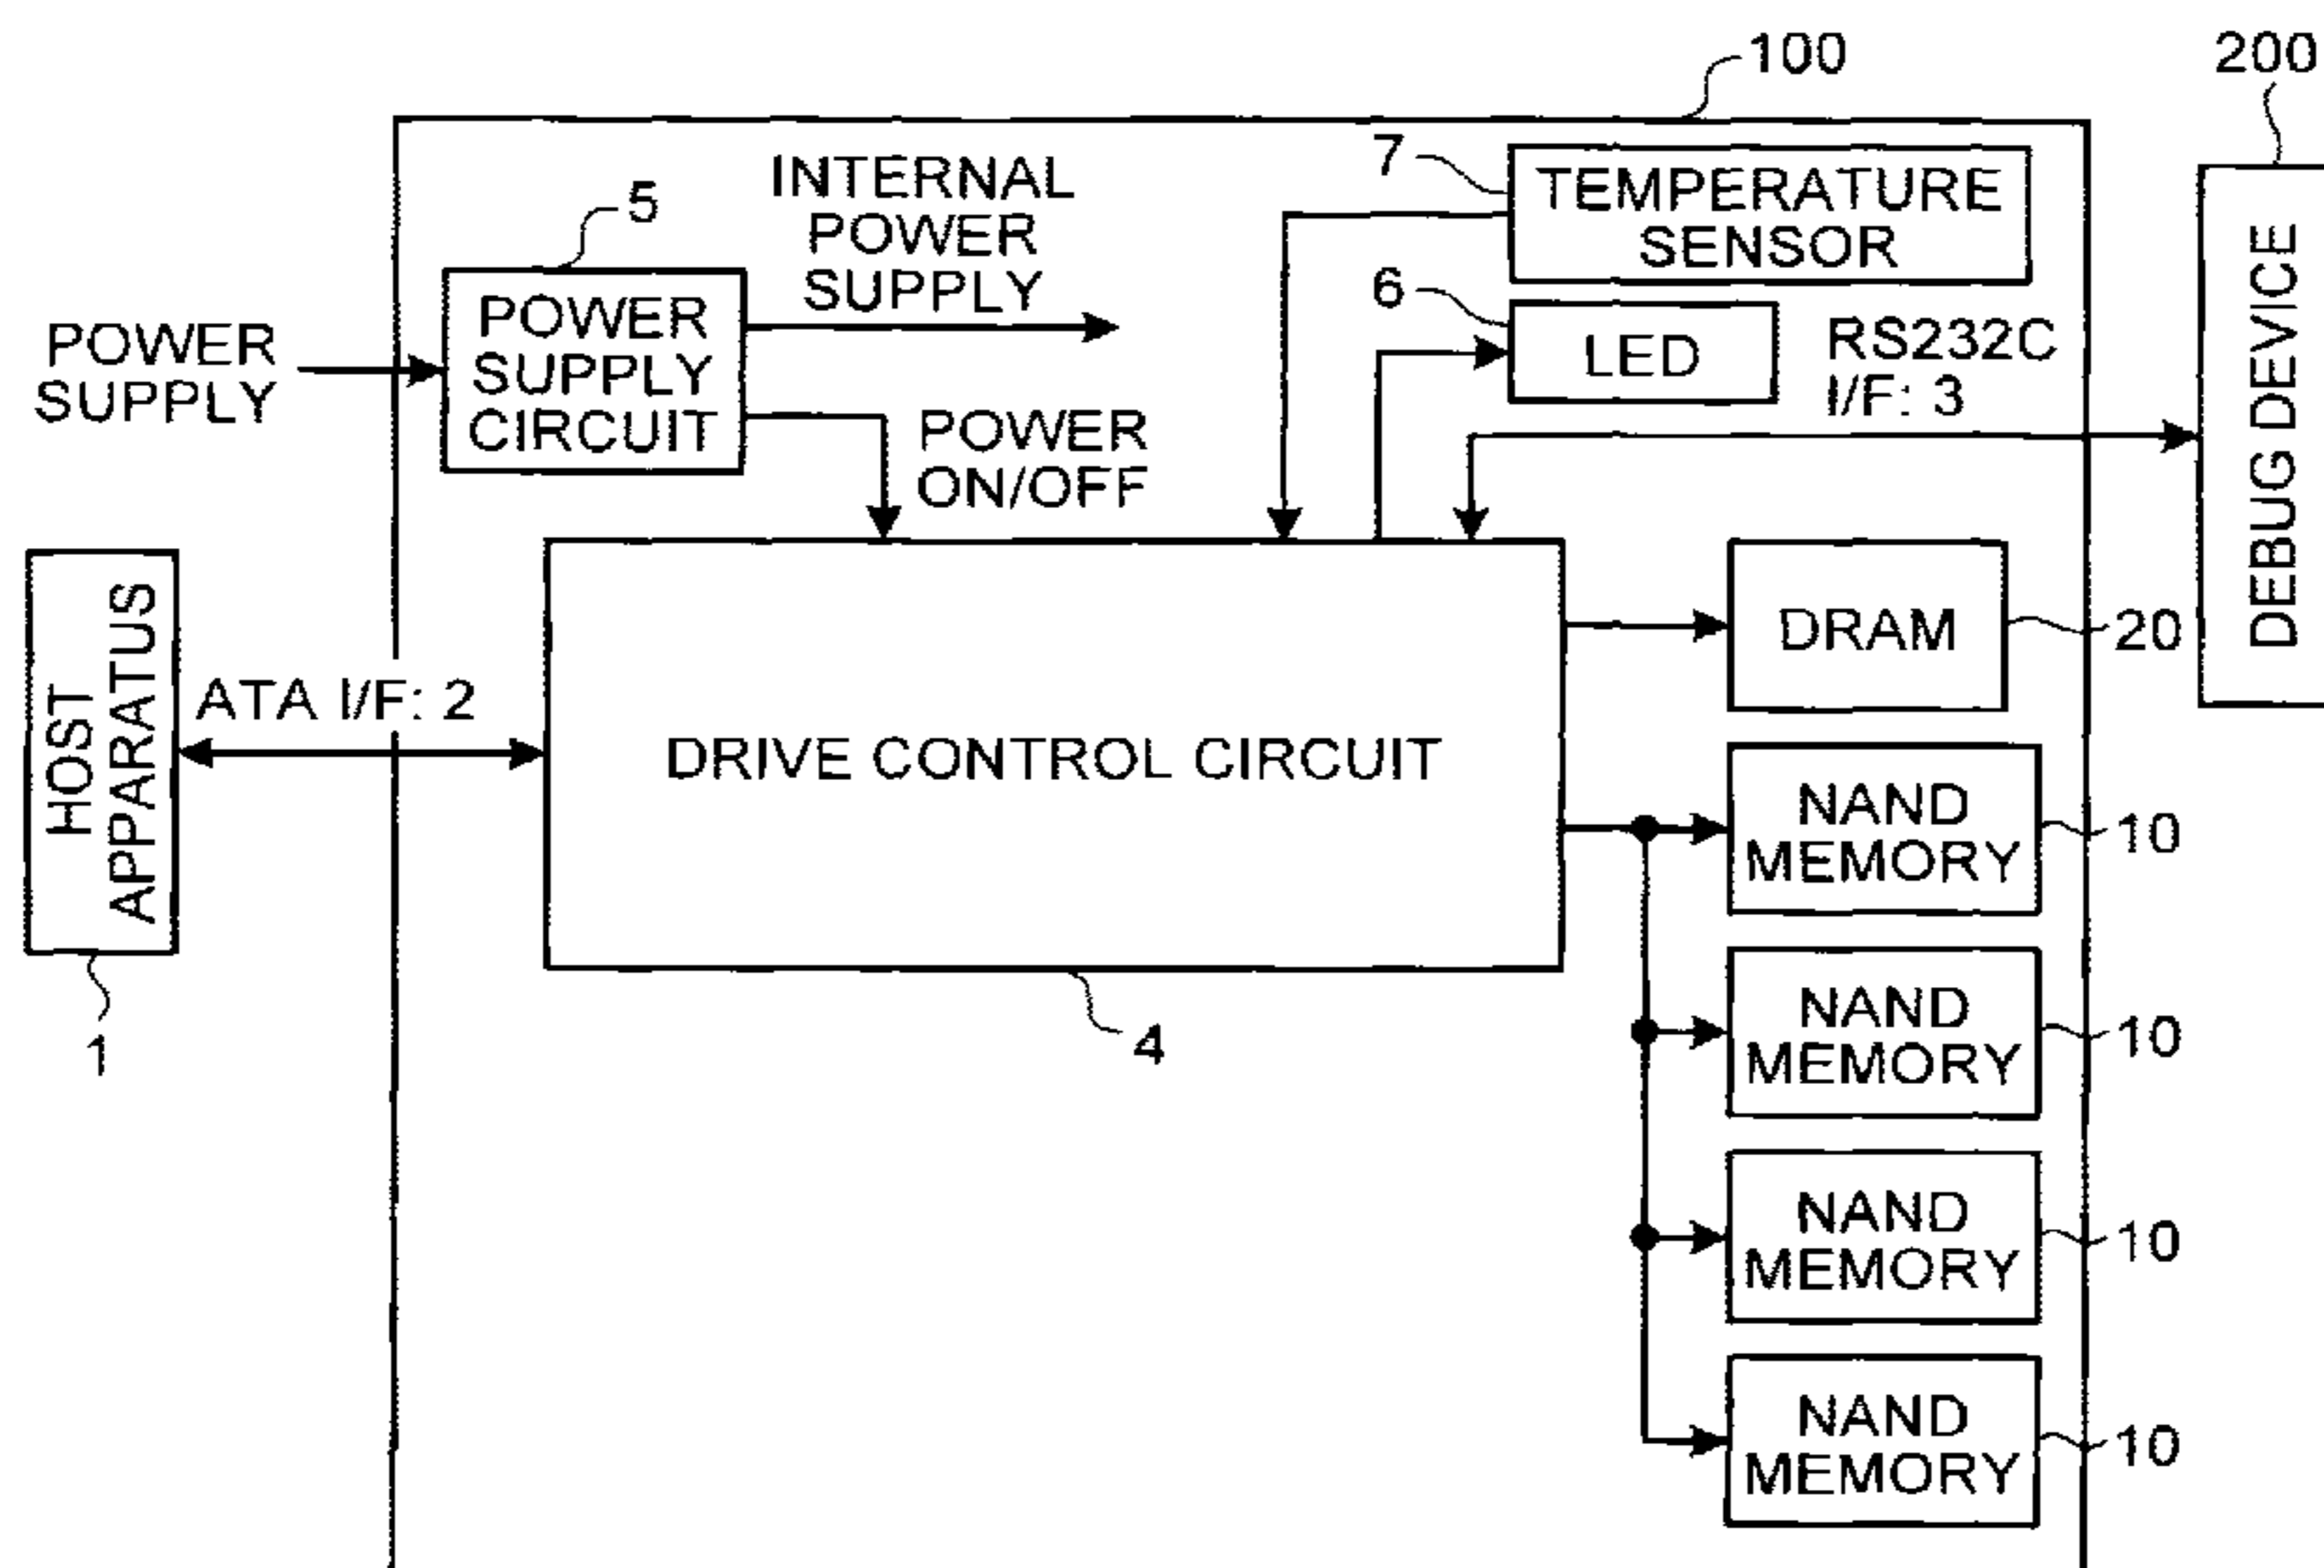 100
200
7
TEMPERATURE
SENSOR
INTERNAL
POWER
SUPPLY
5
POWER
SUPPLY
CIRCUIT
POWER
SUPPLY
6
LED
RS232C
I/F: 3
DEBUG DEVICE
POWER
ON/OFF
HOST
APPARATUS
1
ATA I/F: 2
DRIVE CONTROL CIRCUIT
4
DRAM
20
NAND
MEMORY
10
NAND
MEMORY
10
NAND
MEMORY
10
NAND
MEMORY
10